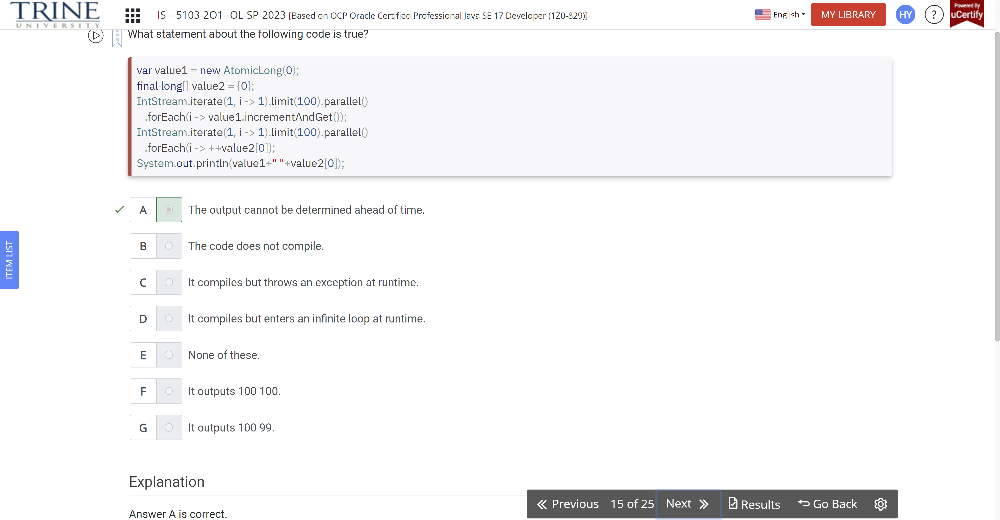 TRINE
UNIVERSITY
IS---5103-2O1--OL-SP-2023 [Based on OCP Oracle Certified Professional Java SE 17 Developer (1Z0-829)]
English
MY LIBRARY
HY
?
Powered By
uCertify
What statement about the following code is true?
var value1 = new AtomicLong(0);
final long[] value2 = {0};
IntStream.iterate(1, i -> 1).limit(100).parallel()
.forEach(i -> value1.incrementAndGet());
IntStream.iterate(1, i -> 1).limit(100).parallel()
.forEach(i -> ++value2[0]);
System.out.println(value1+" "+value2[0]);
A The output cannot be determined ahead of time.
B The code does not compile.
C It compiles but throws an exception at runtime.
D It compiles but enters an infinite loop at runtime.
E None of these.
F It outputs 100 100.
G It outputs 100 99.
ITEM LIST
Explanation
Answer A is correct.
Previous 15 of 25 Next Results Go Back